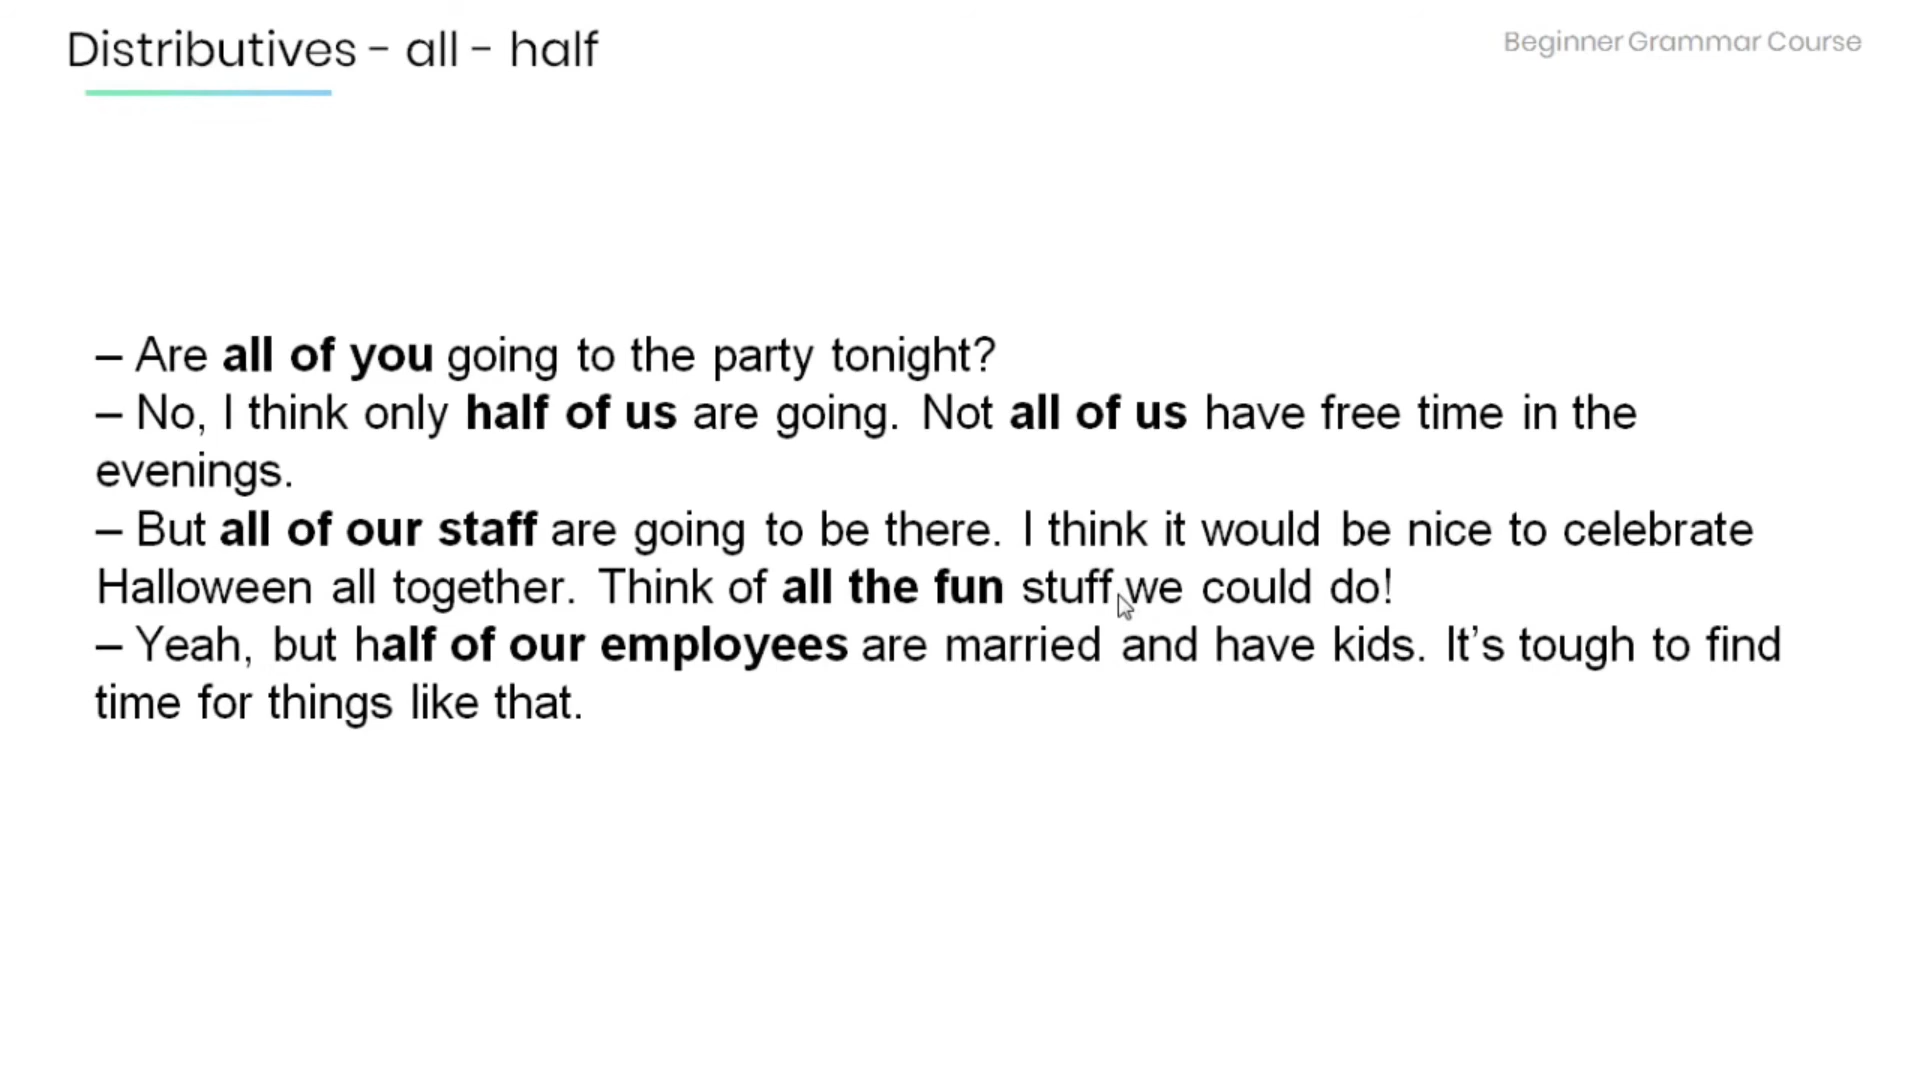 Distributives - all - half
Beginner Grammar Course
– Are all of you going to the party tonight?
– No, I think only half of us are going. Not all of us have free time in the
evenings.
– But all of our staff are going to be there. I think it would be nice to celebrate
Halloween all together. Think of all the fun stuff we could do!
– Yeah, but half of our employees are married and have kids. It’s tough to find
time for things like that.